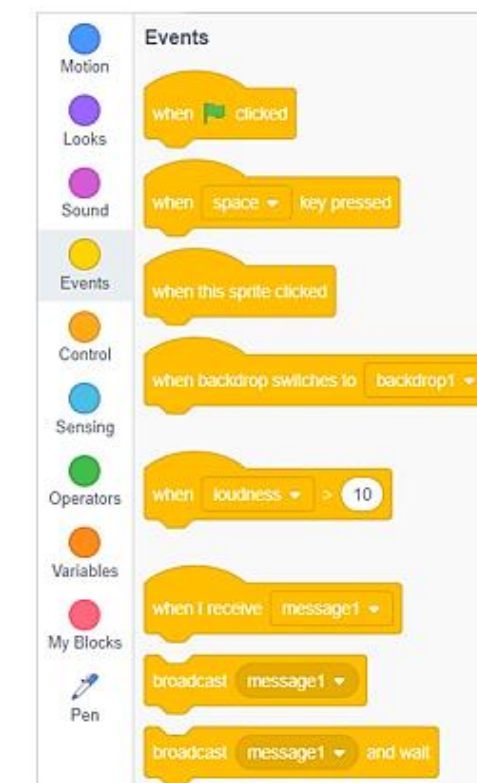 Motion
Looks
Sound
Events
Control
Sensing
Operators
Variables
My Blocks
Pen
Events
when clicked
when space key pressed
when this sprite clicked
when backdrop switches to backdrop1
when loudness > 10
when I receive message1
broadcast message1
broadcast message1 and wait